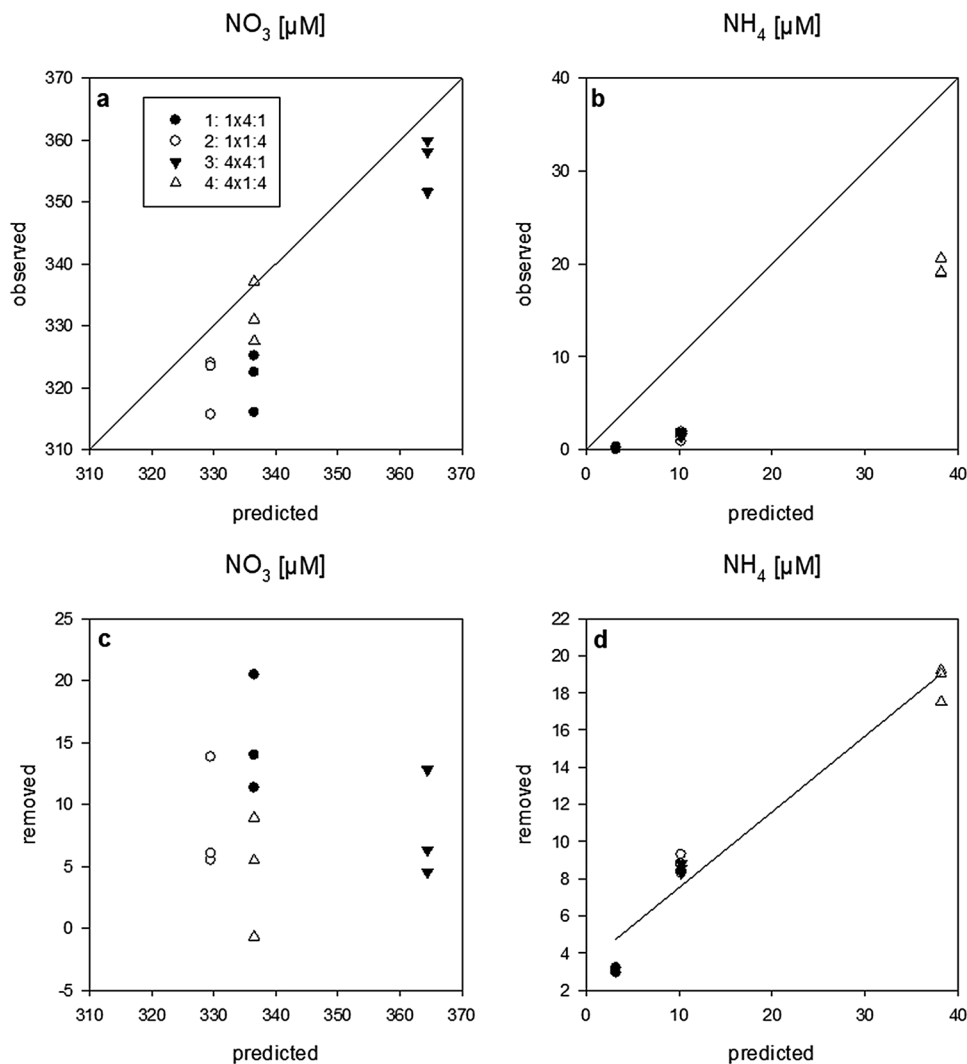 NO3 [µM]
NH4 [µM]
a
1: 1x4:1
2: 1x1:4
3: 4x4:1
4: 4x1:4
370
360
350
340
330
320
310
observed
310 320 330 340 350 360 370
predicted
b
40
30
20
10
0
observed
0 10 20 30 40
predicted
NO3 [µM]
NH4 [µM]
c
25
20
15
10
5
0
-5
removed
310 320 330 340 350 360 370
predicted
d
22
20
18
16
14
12
10
8
6
4
2
removed
0 10 20 30 40
predicted